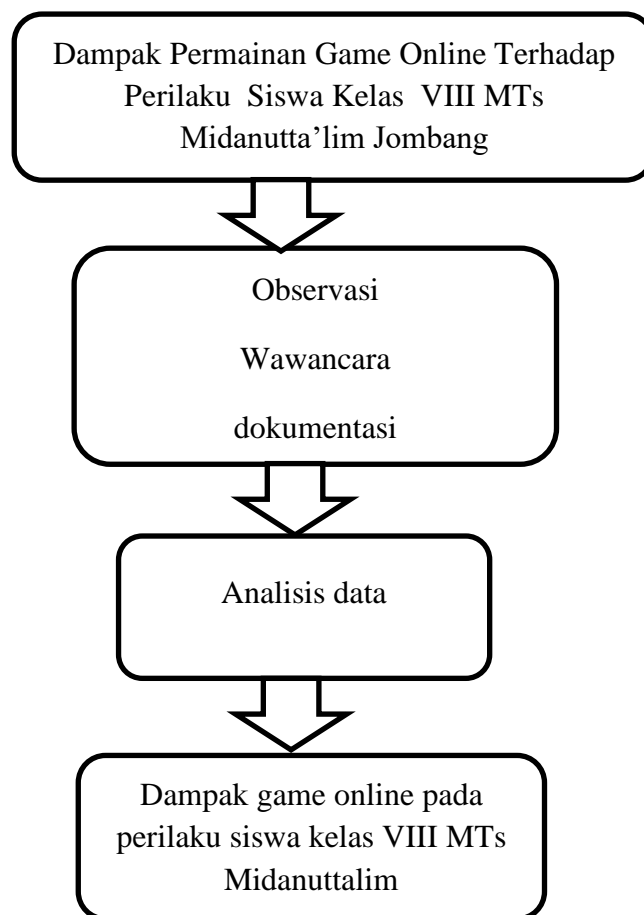 Dampak Permainan Game Online Terhadap
Perilaku Siswa Kelas VIII MTs
Midanutta’lim Jombang
Observasi
Wawancara
dokumentasi
Analisis data
Dampak game online pada
perilaku siswa kelas VIII MTs
Midanuttalim